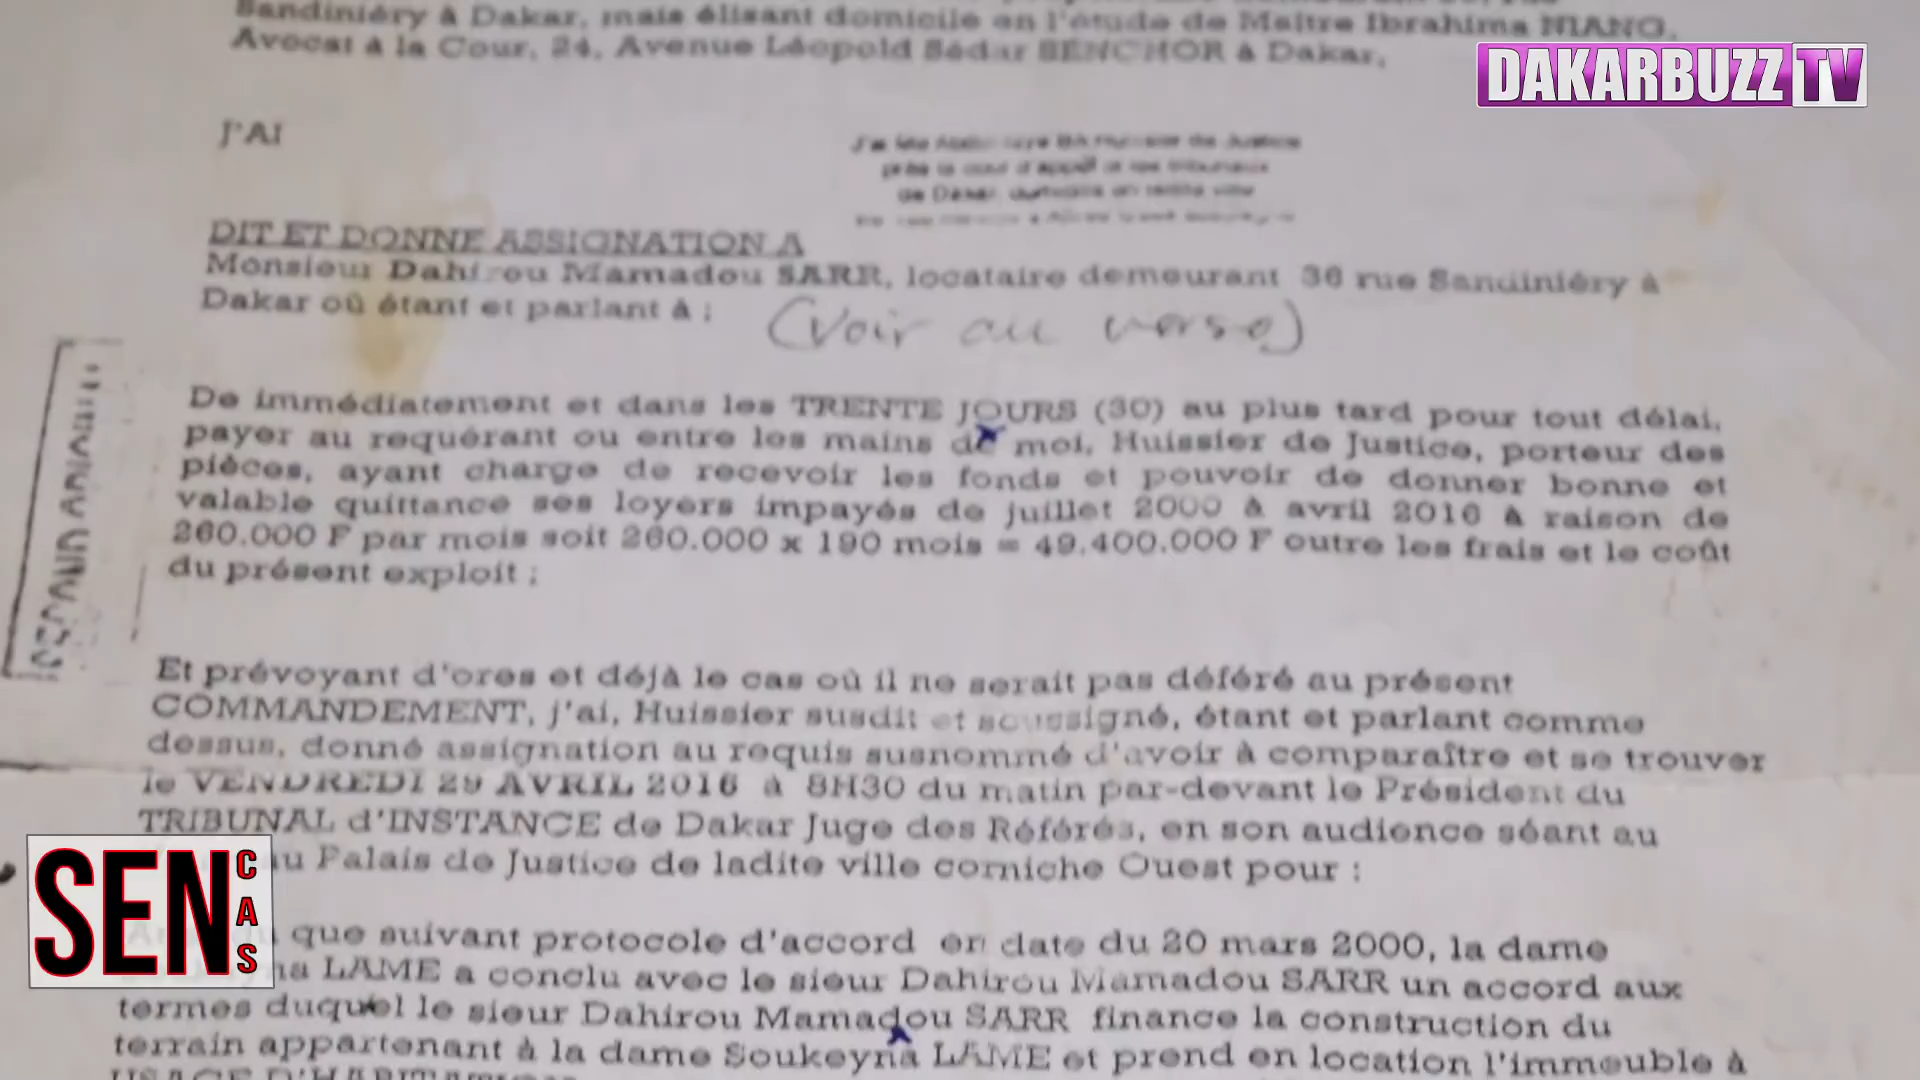 Sandiniéry à Dakar, mais élisant domicile en l'étude de Maître Ibrahima NIANG,
Avocat à la Cour, 24, Avenue Léopold Sédar SENGHOR à Dakar,
DAKARBUZZ TV
J'AI
près la cour d'appel et les tribunaux
DIT ET DONNE ASSIGNATION A
Monsieur Dahirou Mamadou SARR, locataire demeurant 36 rue Sandiniéry à
Dakar où étant et parlant à :
(Voir au verso)
De immédiatement et dans les TRENTE JOURS (30) au plus tard pour tout délai,
payer au requérant ou entre les mains de moi, Huissier de Justice, porteur des
pièces, ayant charge de recevoir les fonds et pouvoir de donner bonne et
valable quittance ses loyers impayés de juillet 2000 à avril 2016 à raison de
260.000 F par mois soit 260.000 x 190 mois = 49.400.000 F outre les frais et le coût
du présent exploit ;
Et prévoyant d'ores et déjà le cas où il ne serait pas déféré au présent
COMMANDEMENT, j'ai, Huissier susdit et soussigné, étant et parlant comme
dessus, donné assignation au requis susnommé d'avoir à comparaître et se trouver
le VENDREDI 29 AVRIL 2016 à 8H30 du matin par-devant le Président du
TRIBUNAL d'INSTANCE de Dakar Juge des Référés, en son audience séant au
au Palais de Justice de ladite ville corniche Ouest pour :
que suivant protocole d'accord en date du 20 mars 2000, la dame
LAME a conclu avec le sieur Dahirou Mamadou SARR un accord aux
termes duquel le sieur Dahirou Mamadou SARR finance la construction du
terrain appartenant à la dame Soukeyna LAME et prend en location l'immeuble à
USAGE D'HABITATION
SEN CAS